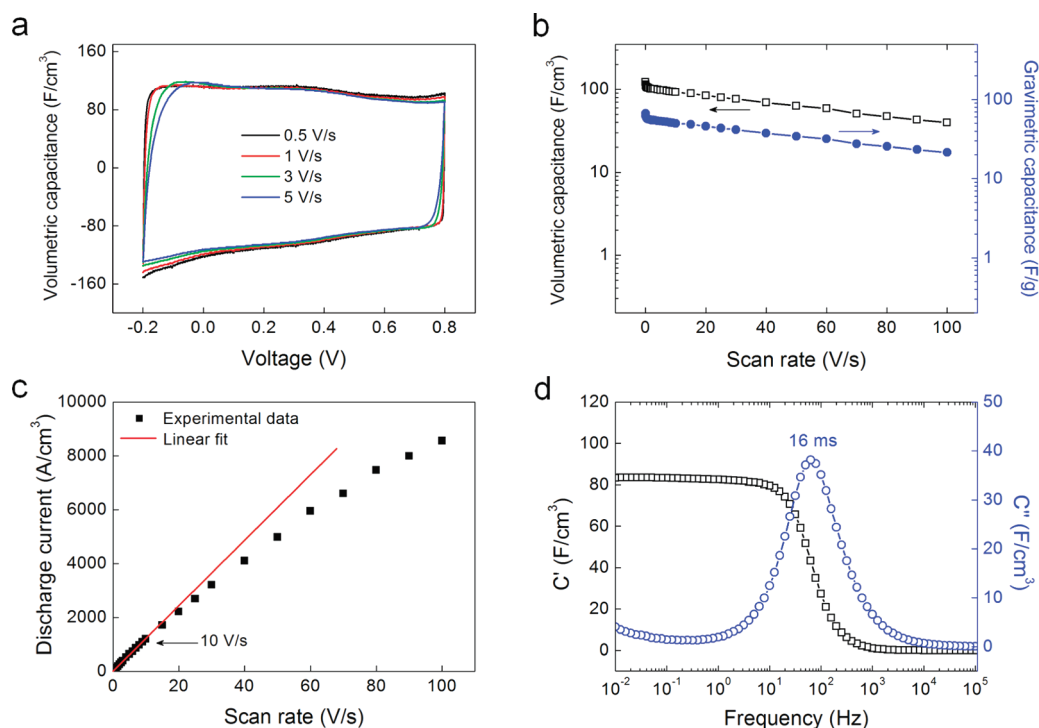 a
Volumetric capacitance (F/cm³)
160
80
0
-80
-160
0.5 V/s
1 V/s
3 V/s
5 V/s
-0.2
0.0
0.2
0.4
0.6
0.8
Voltage (V)
b
Volumetric capacitance (F/cm³)
100
10
1
Gravimetric capacitance (F/g)
100
10
1
0
20
40
60
80
100
Scan rate (V/s)
c
Discharge current (A/cm³)
10000
8000
6000
4000
2000
0
Experimental data
Linear fit
10 V/s
0
20
40
60
80
100
Scan rate (V/s)
d
C' (F/cm³)
120
100
80
60
40
20
0
16 ms
C'' (F/cm³)
50
40
30
20
10
0
10⁻²
10⁻¹
10⁰
10¹
10²
10³
10⁴
10⁵
Frequency (Hz)